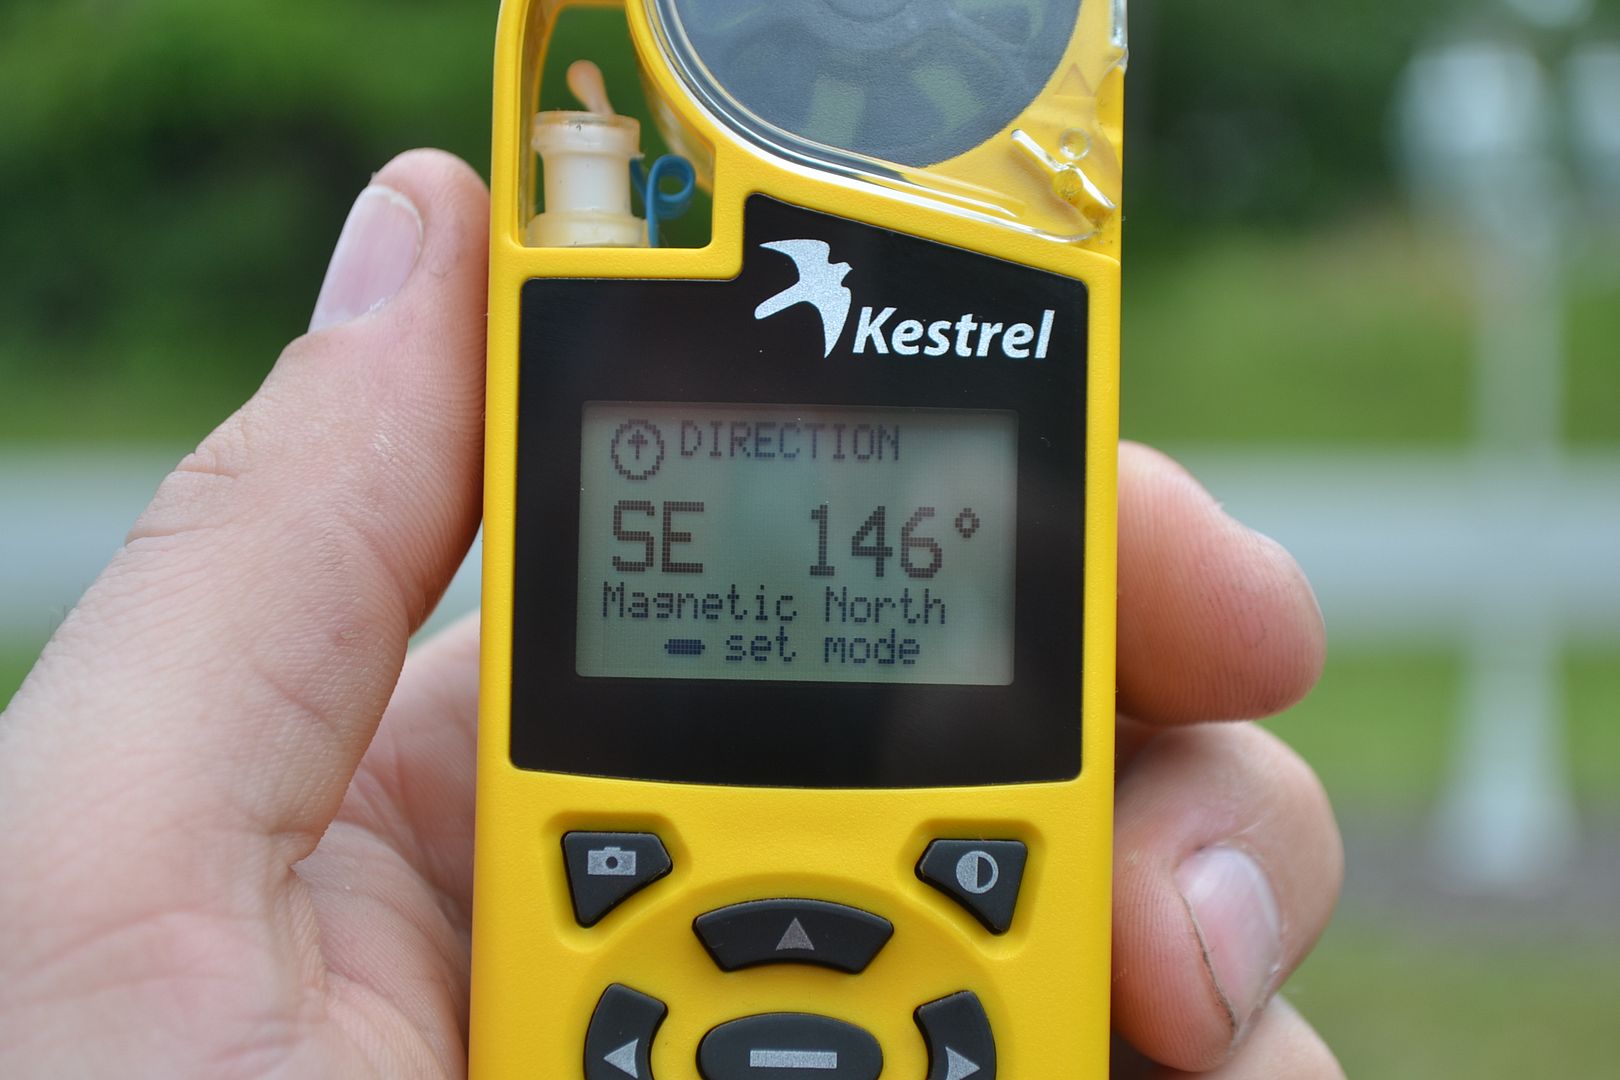 Kestrel
DIRECTION
SE 146°
Magnetic North
set mode